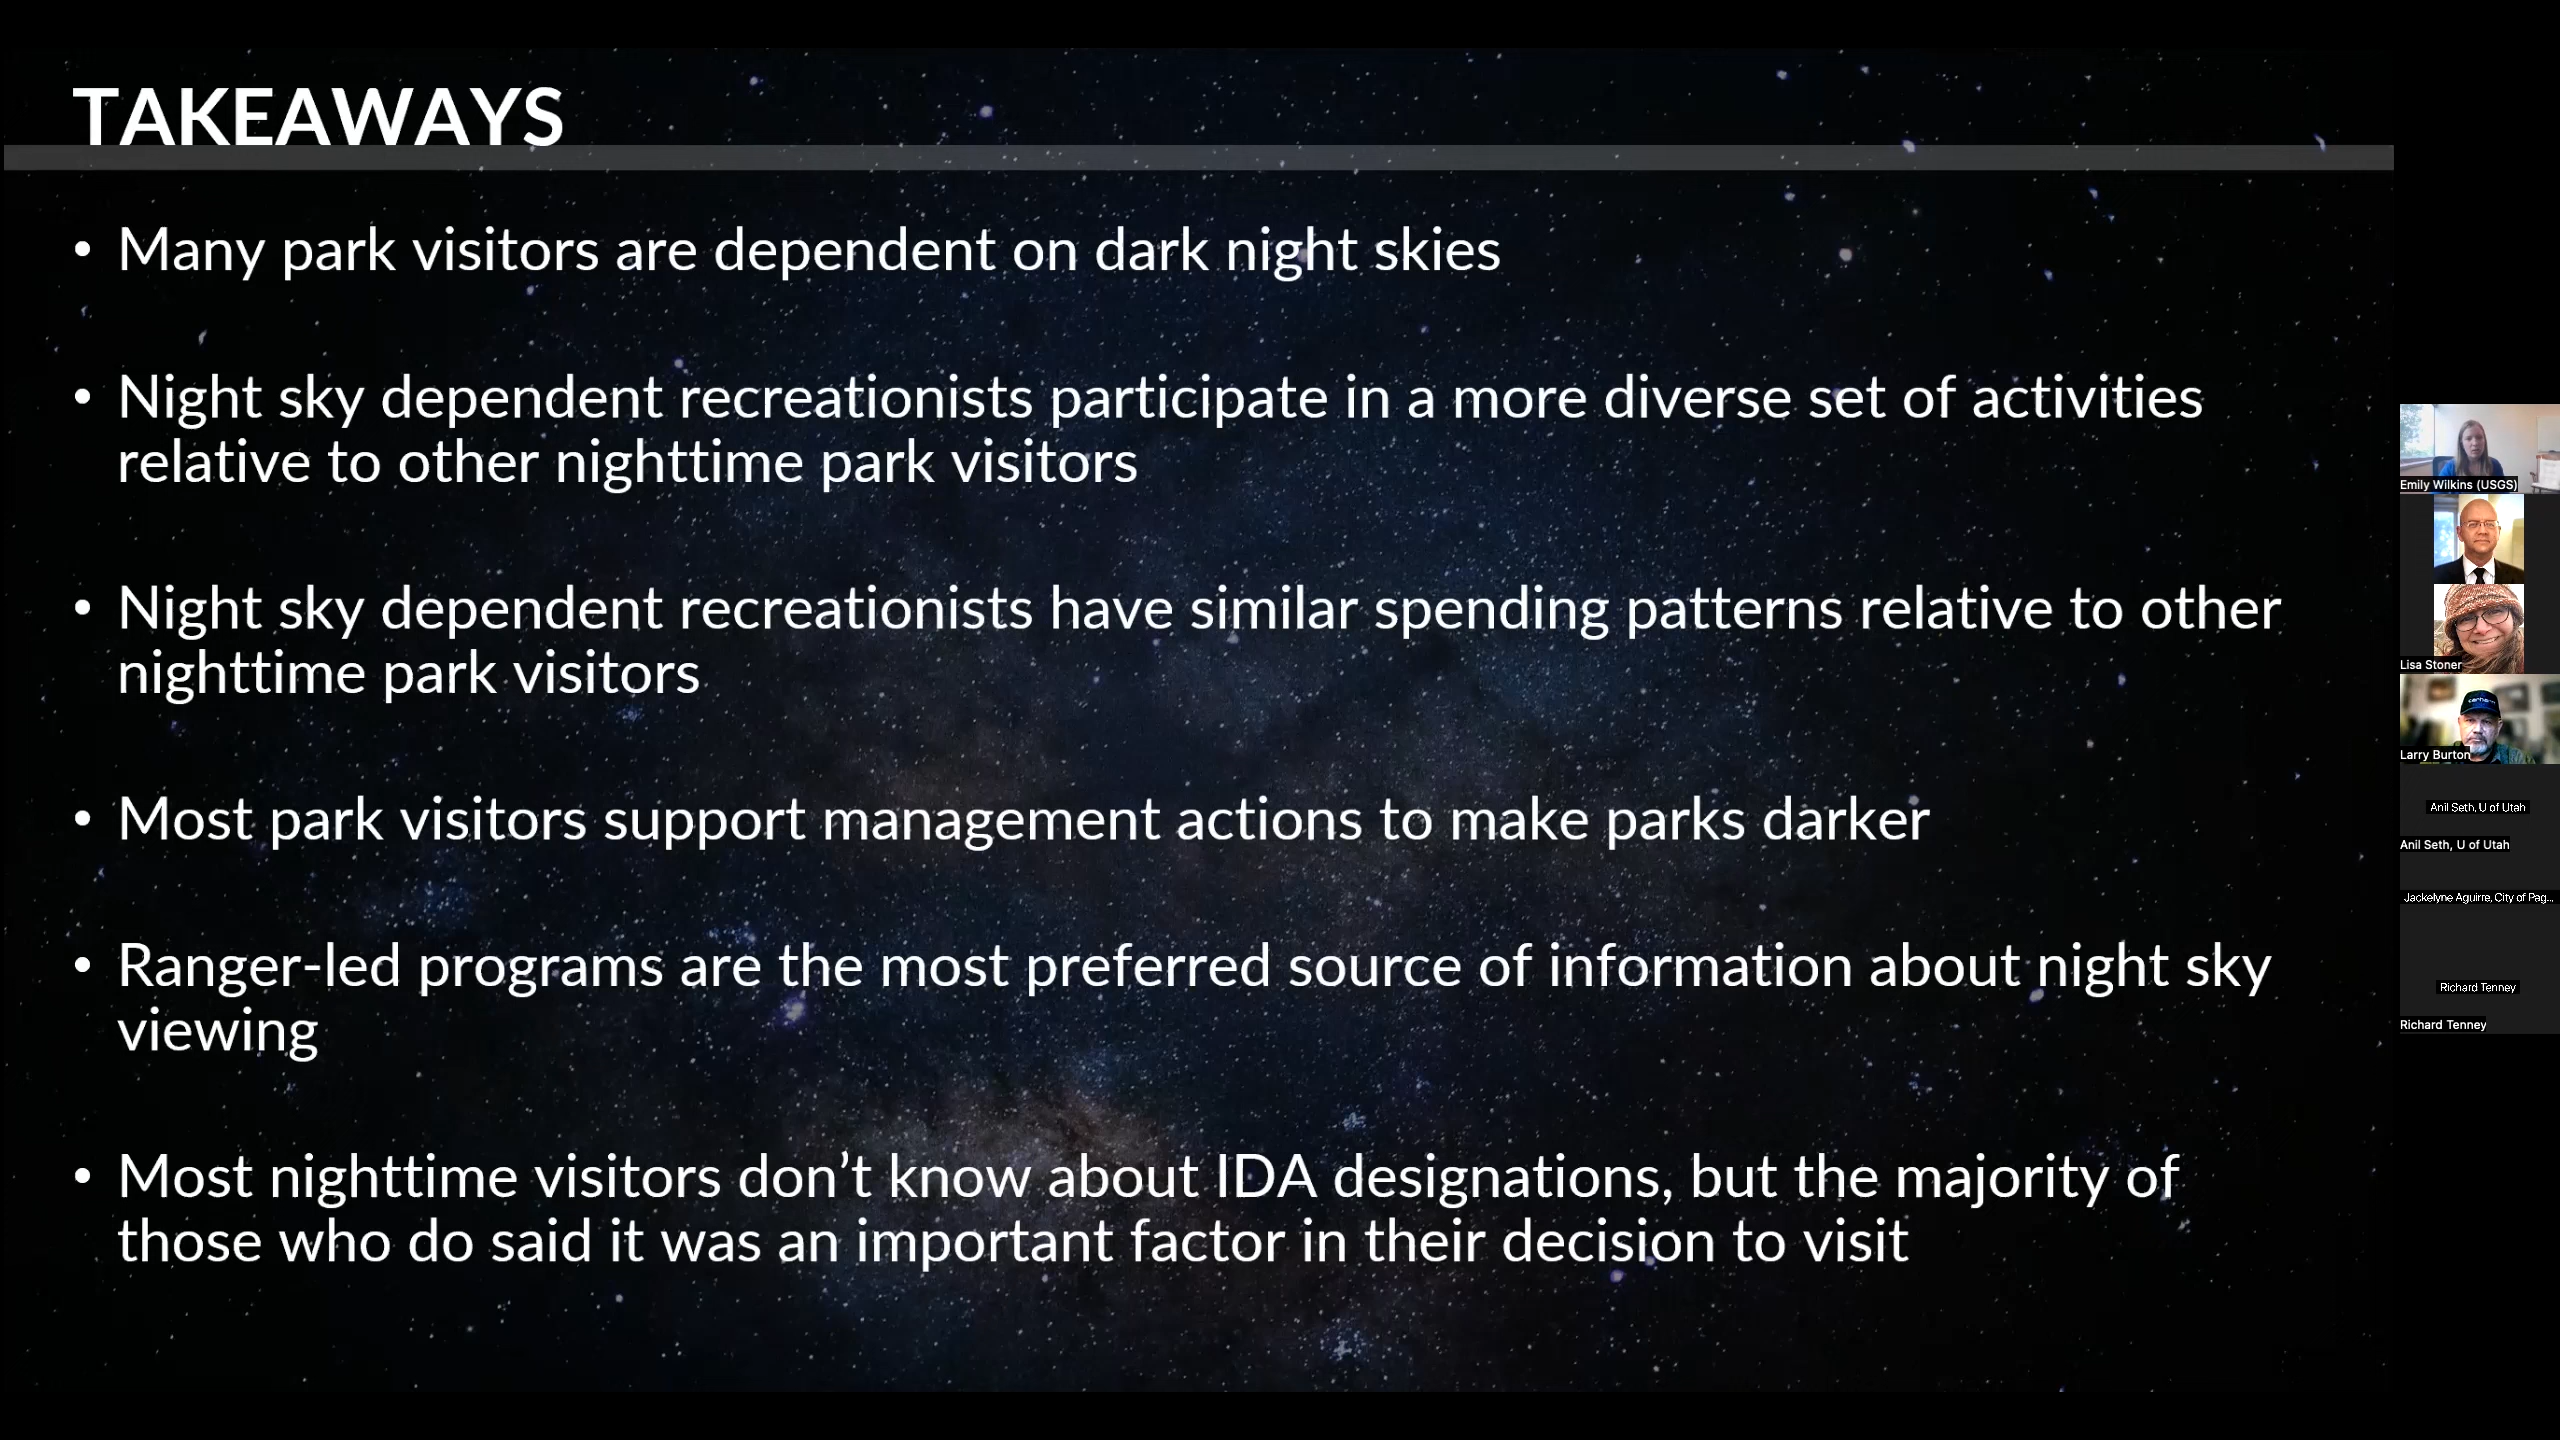 TAKEAWAYS
• Many park visitors are dependent on dark night skies
• Night sky dependent recreationists participate in a more diverse set of activities
relative to other nighttime park visitors
• Night sky dependent recreationists have similar spending patterns relative to other
nighttime park visitors
• Most park visitors support management actions to make parks darker
• Ranger-led programs are the most preferred source of information about night sky
viewing
• Most nighttime visitors don’t know about IDA designations, but the majority of
those who do said it was an important factor in their decision to visit
Emily Wilkins (USGS)
Lisa Stoner
Larry Burton
Anil Seth, U of Utah
Anil Seth, U of Utah
Jackelyne Aguirre, City of Pag...
Richard Tenney
Richard Tenney